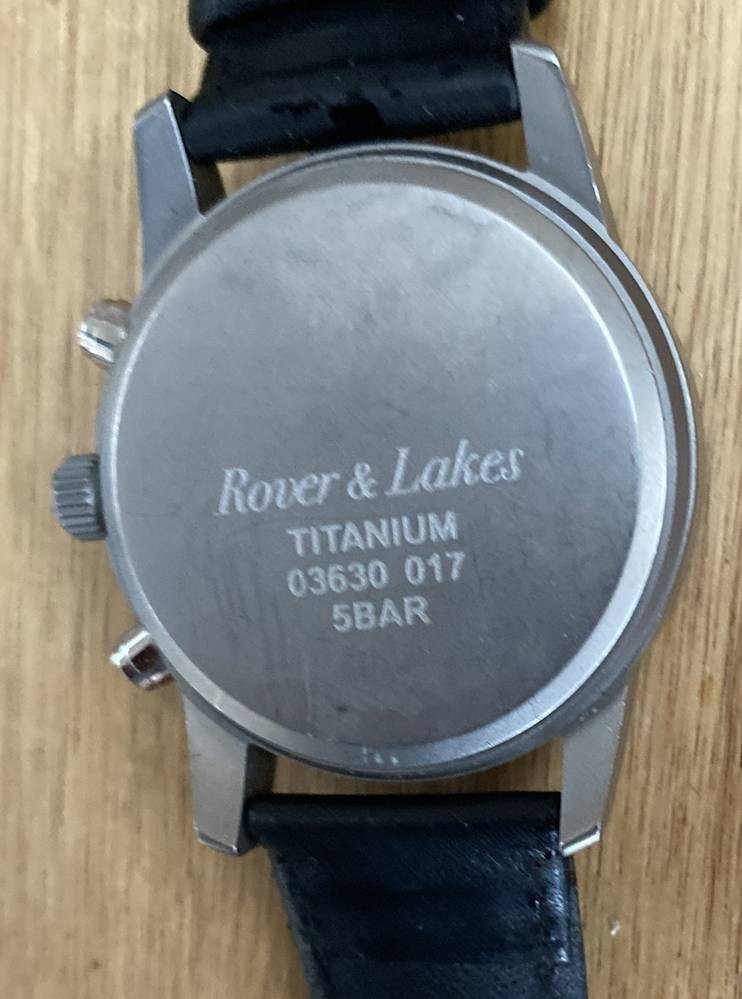 Rover & Lakes
TITANIUM
03630 017
5BAR